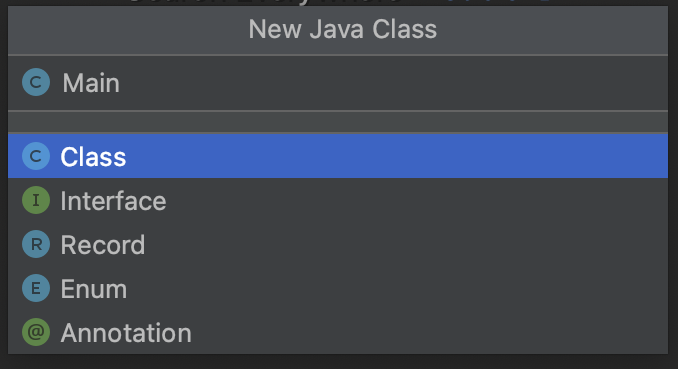 New Java Class
C Main
C Class
I Interface
R Record
E Enum
@ Annotation